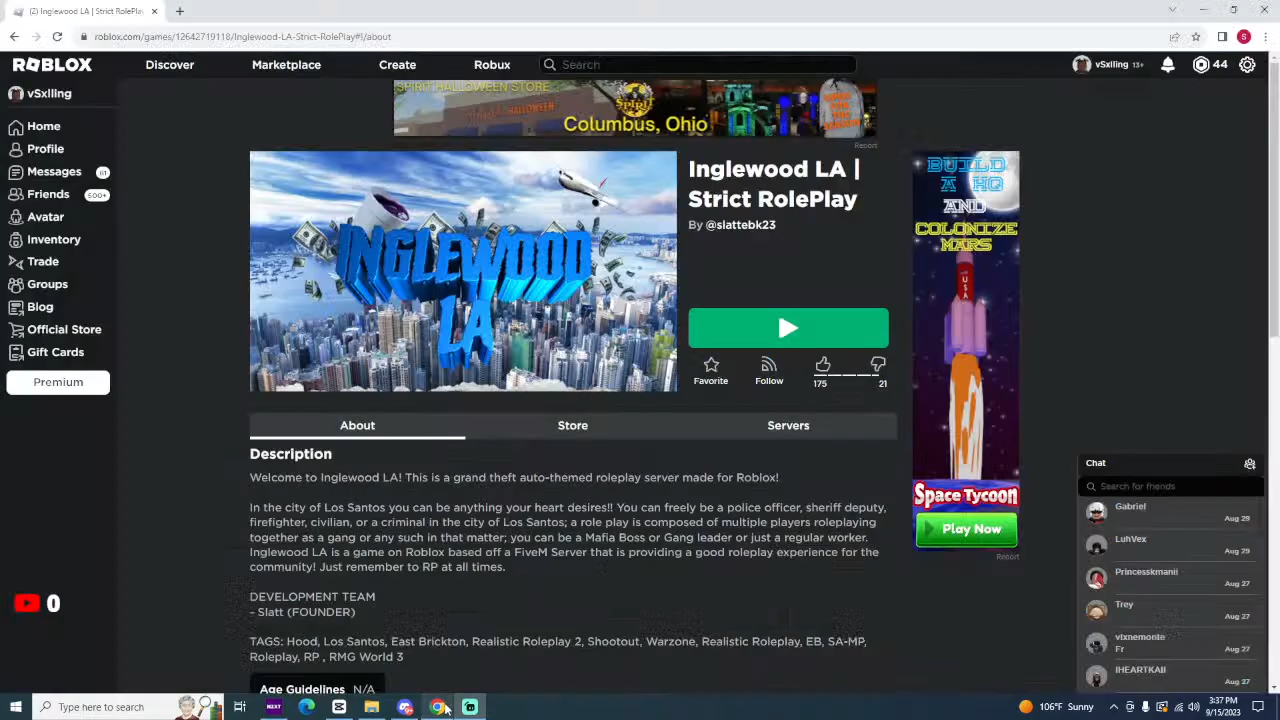 (2) Inglewood LA | Strict RolePlay
roblox.com/games/12642719118/Inglewood-LA-Strict-RolePlay#!/about
S
ROBLOX
Discover
Marketplace
Create
Robux
Search
vSxlling 13+
44
vSxlling
Home
Profile
Messages
Friends 500+
Avatar
Inventory
Trade
Groups
Blog
Official Store
Gift Cards
Premium
0
SPIRIT HALLOWEEN STORE
HALLOWEEN
SPIRIT
Columbus, Ohio
Report
INGLEWOOD
LA
Inglewood LA |
Strict RolePlay
By @slattebk23
Favorite
Follow
175
21
About
Store
Servers
Description
Welcome to Inglewood LA! This is a grand theft auto-themed roleplay server made for Roblox!
In the city of Los Santos you can be anything your heart desires!! You can freely be a police officer, sheriff deputy,
firefighter, civilian, or a criminal in the city of Los Santos; a role play is composed of multiple players roleplaying
together as a gang or any such in that matter; you can be a Mafia Boss or Gang leader or just a regular worker.
Inglewood LA is a game on Roblox based off a FiveM Server that is providing a good roleplay experience for the
community! Just remember to RP at all times.
DEVELOPMENT TEAM
- Slatt (FOUNDER)
TAGS: Hood, Los Santos, East Brickton, Realistic Roleplay 2, Shootout, Warzone, Realistic Roleplay, EB, SA-MP,
Roleplay, RP , RMG World 3
Age Guidelines N/A
BUILD
A HQ
AND
COLONIZE
MARS
USA
Space Tycoon
Play Now
Report
Chat
Search for friends
Gabriel
Aug 29
LuhVex
Aug 29
Princesskmanii
Aug 27
Trey
Aug 27
vixnemonte
Fr
Aug 27
IHEARTKAII
Aug 27
Type here to search
NEXT
106°F Sunny
3:37 PM
9/15/2023